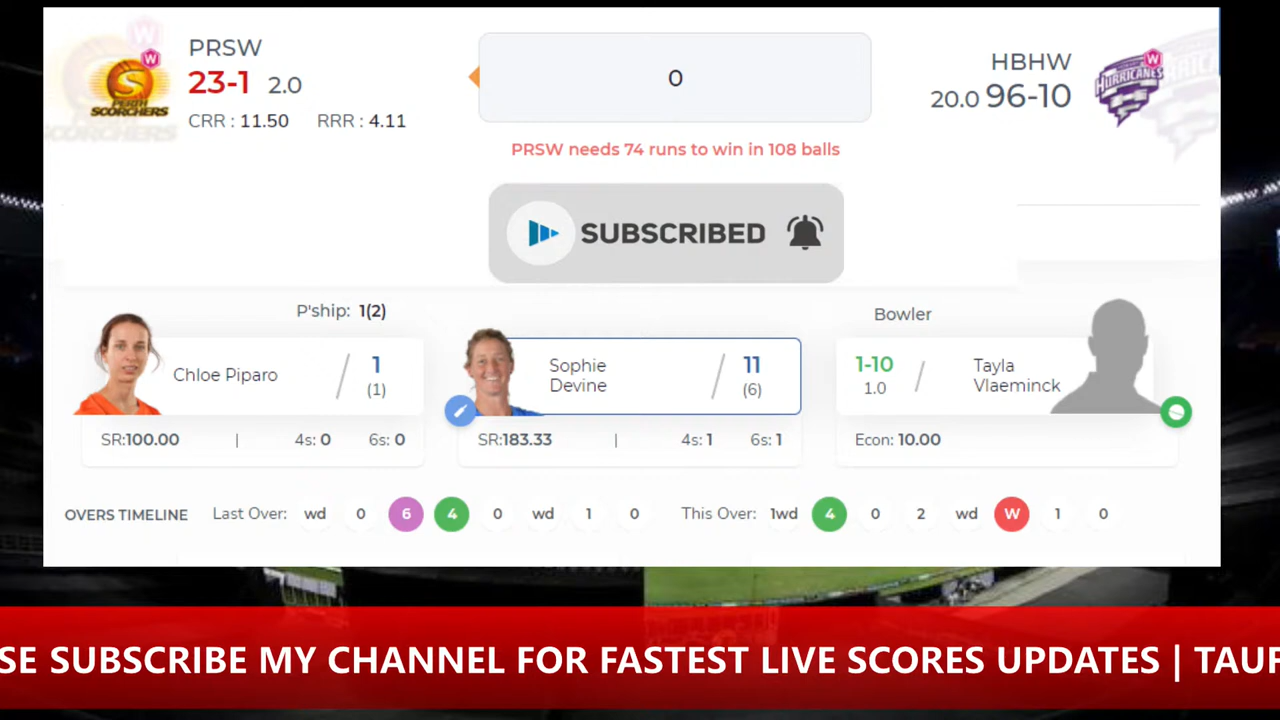 W
PERTH
SCORCHERS
PRSW
23-1 2.0
CRR : 11.50 RRR : 4.11
0
PRSW needs 74 runs to win in 108 balls
HBHW
20.0 96-10
W
HURRICANES
SUBSCRIBED
P'ship: 1(2)
Bowler
Chloe Piparo
1
(1)
SR:100.00 | 4s: 0 6s: 0
Sophie
Devine
11
(6)
SR:183.33 | 4s: 1 6s: 1
1-10
1.0
Tayla
Vlaeminck
Econ: 10.00
OVERS TIMELINE Last Over: wd 0 6 4 0 wd 1 0 This Over: 1wd 4 0 2 wd W 1 0
SE SUBSCRIBE MY CHANNEL FOR FASTEST LIVE SCORES UPDATES | TAUF